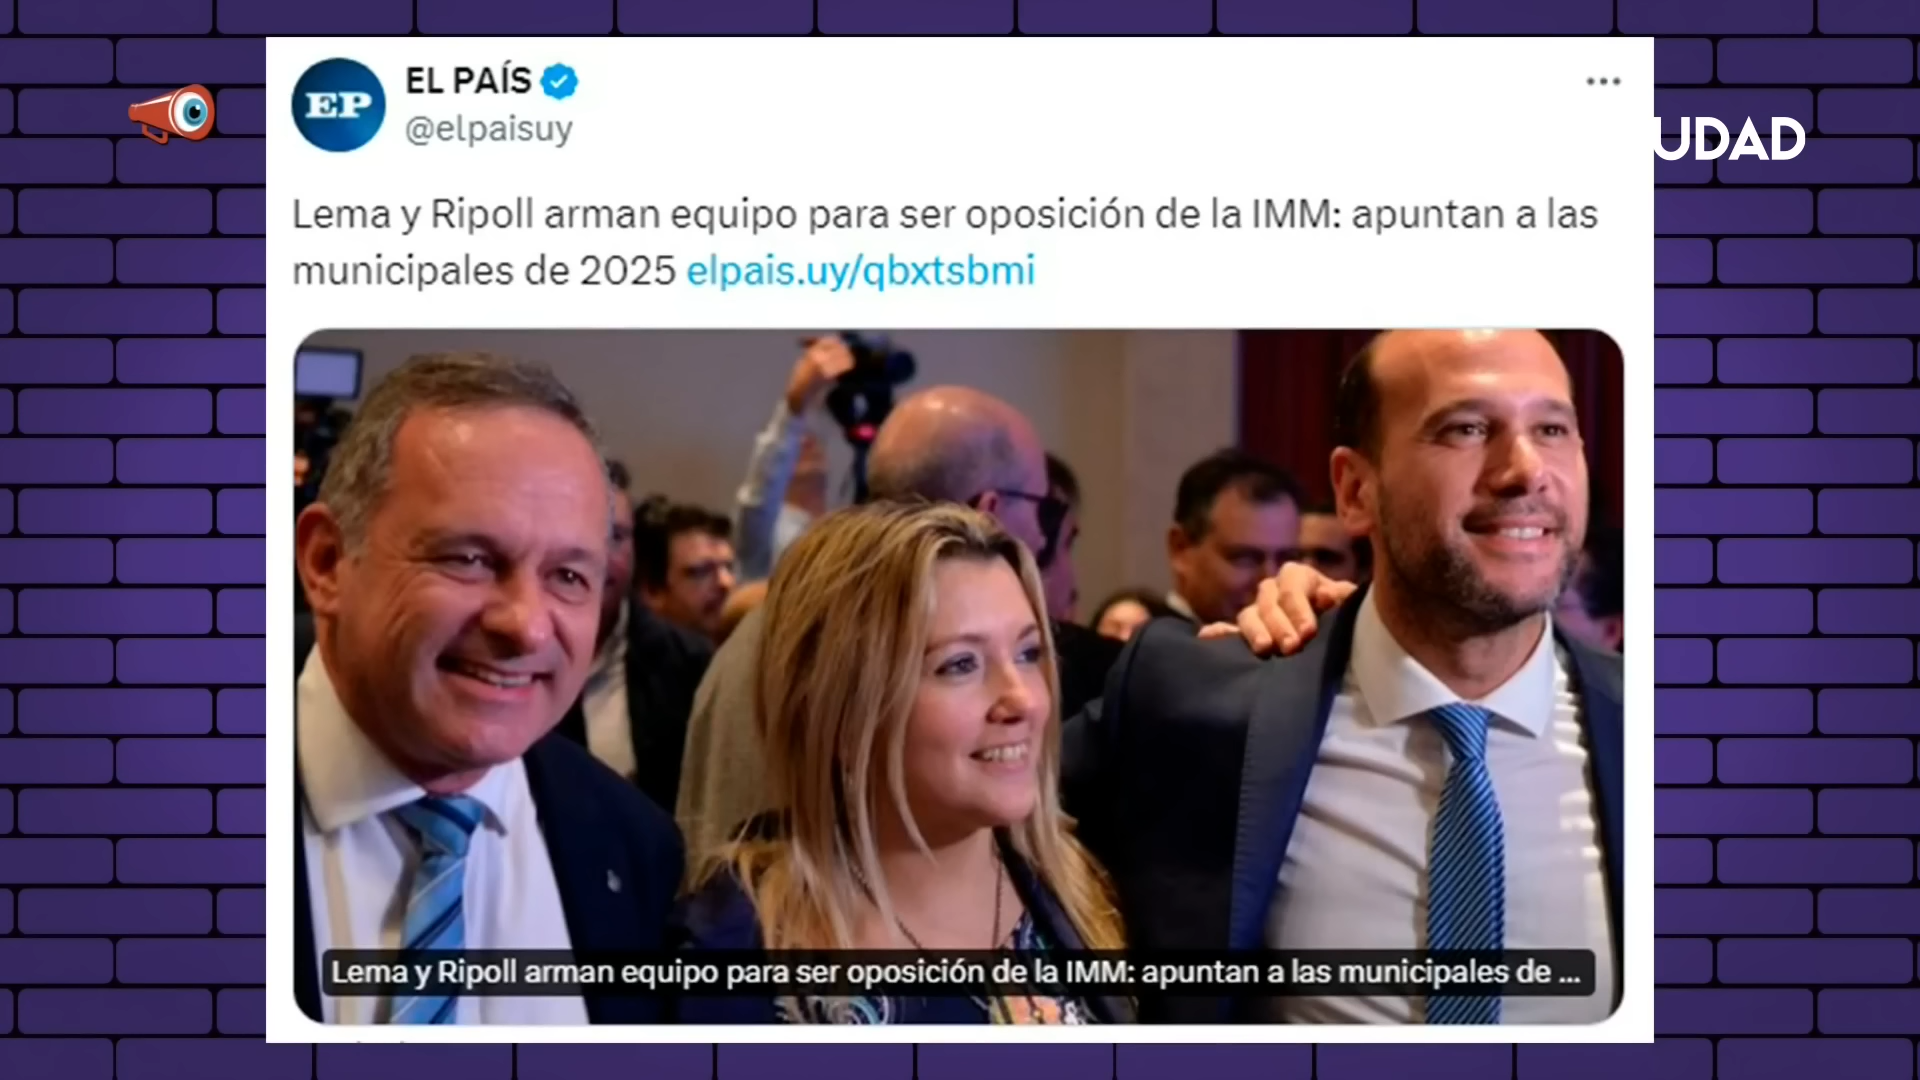 EL PAÍS
EP
@elpaisuy
UDAD
Lema y Ripoll arman equipo para ser oposición de la IMM: apuntan a las
municipales de 2025 elpais.uy/qbxtsbmi
Lema y Ripoll arman equipo para ser oposición de la IMM: apuntan a las municipales de ...